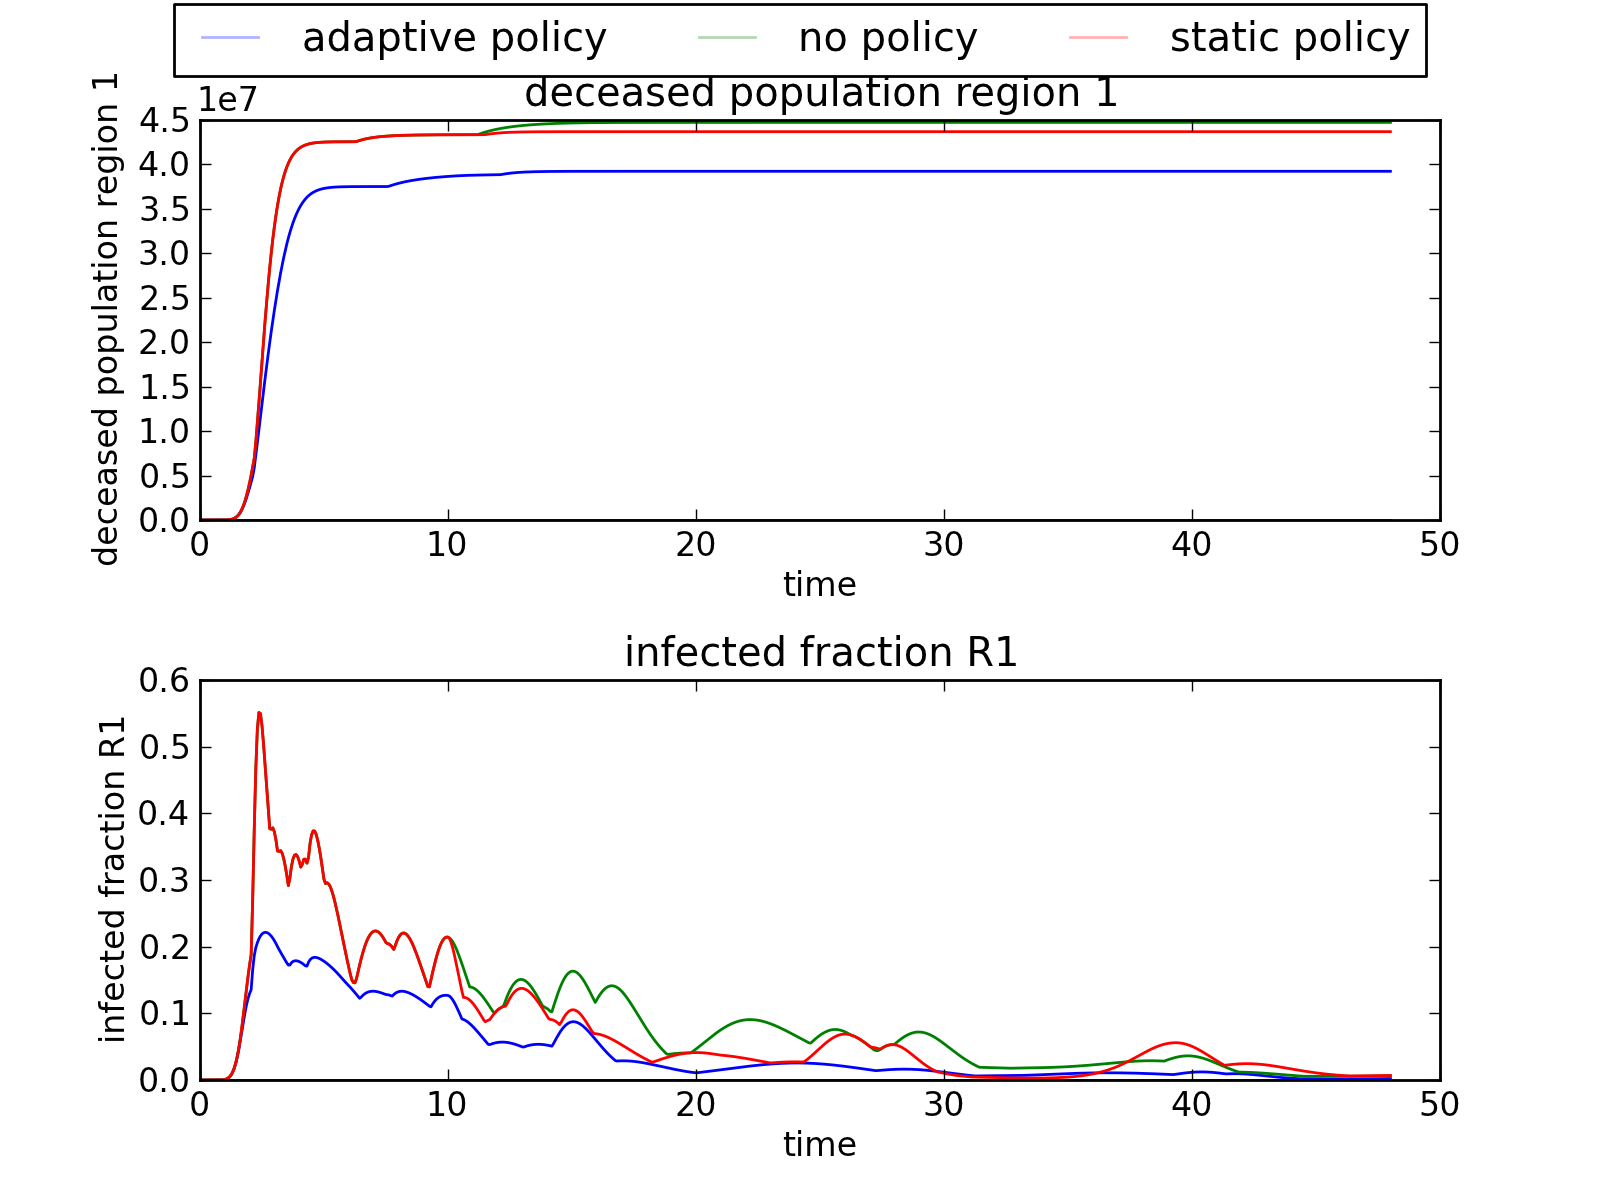 adaptive policy no policy static policy
deceased population region 1
1e7
deceased population region 1
4.5
4.0
3.5
3.0
2.5
2.0
1.5
1.0
0.5
0.0
0 10 20 30 40 50
time
infected fraction R1
infected fraction R1
0.6
0.5
0.4
0.3
0.2
0.1
0.0
0 10 20 30 40 50
time